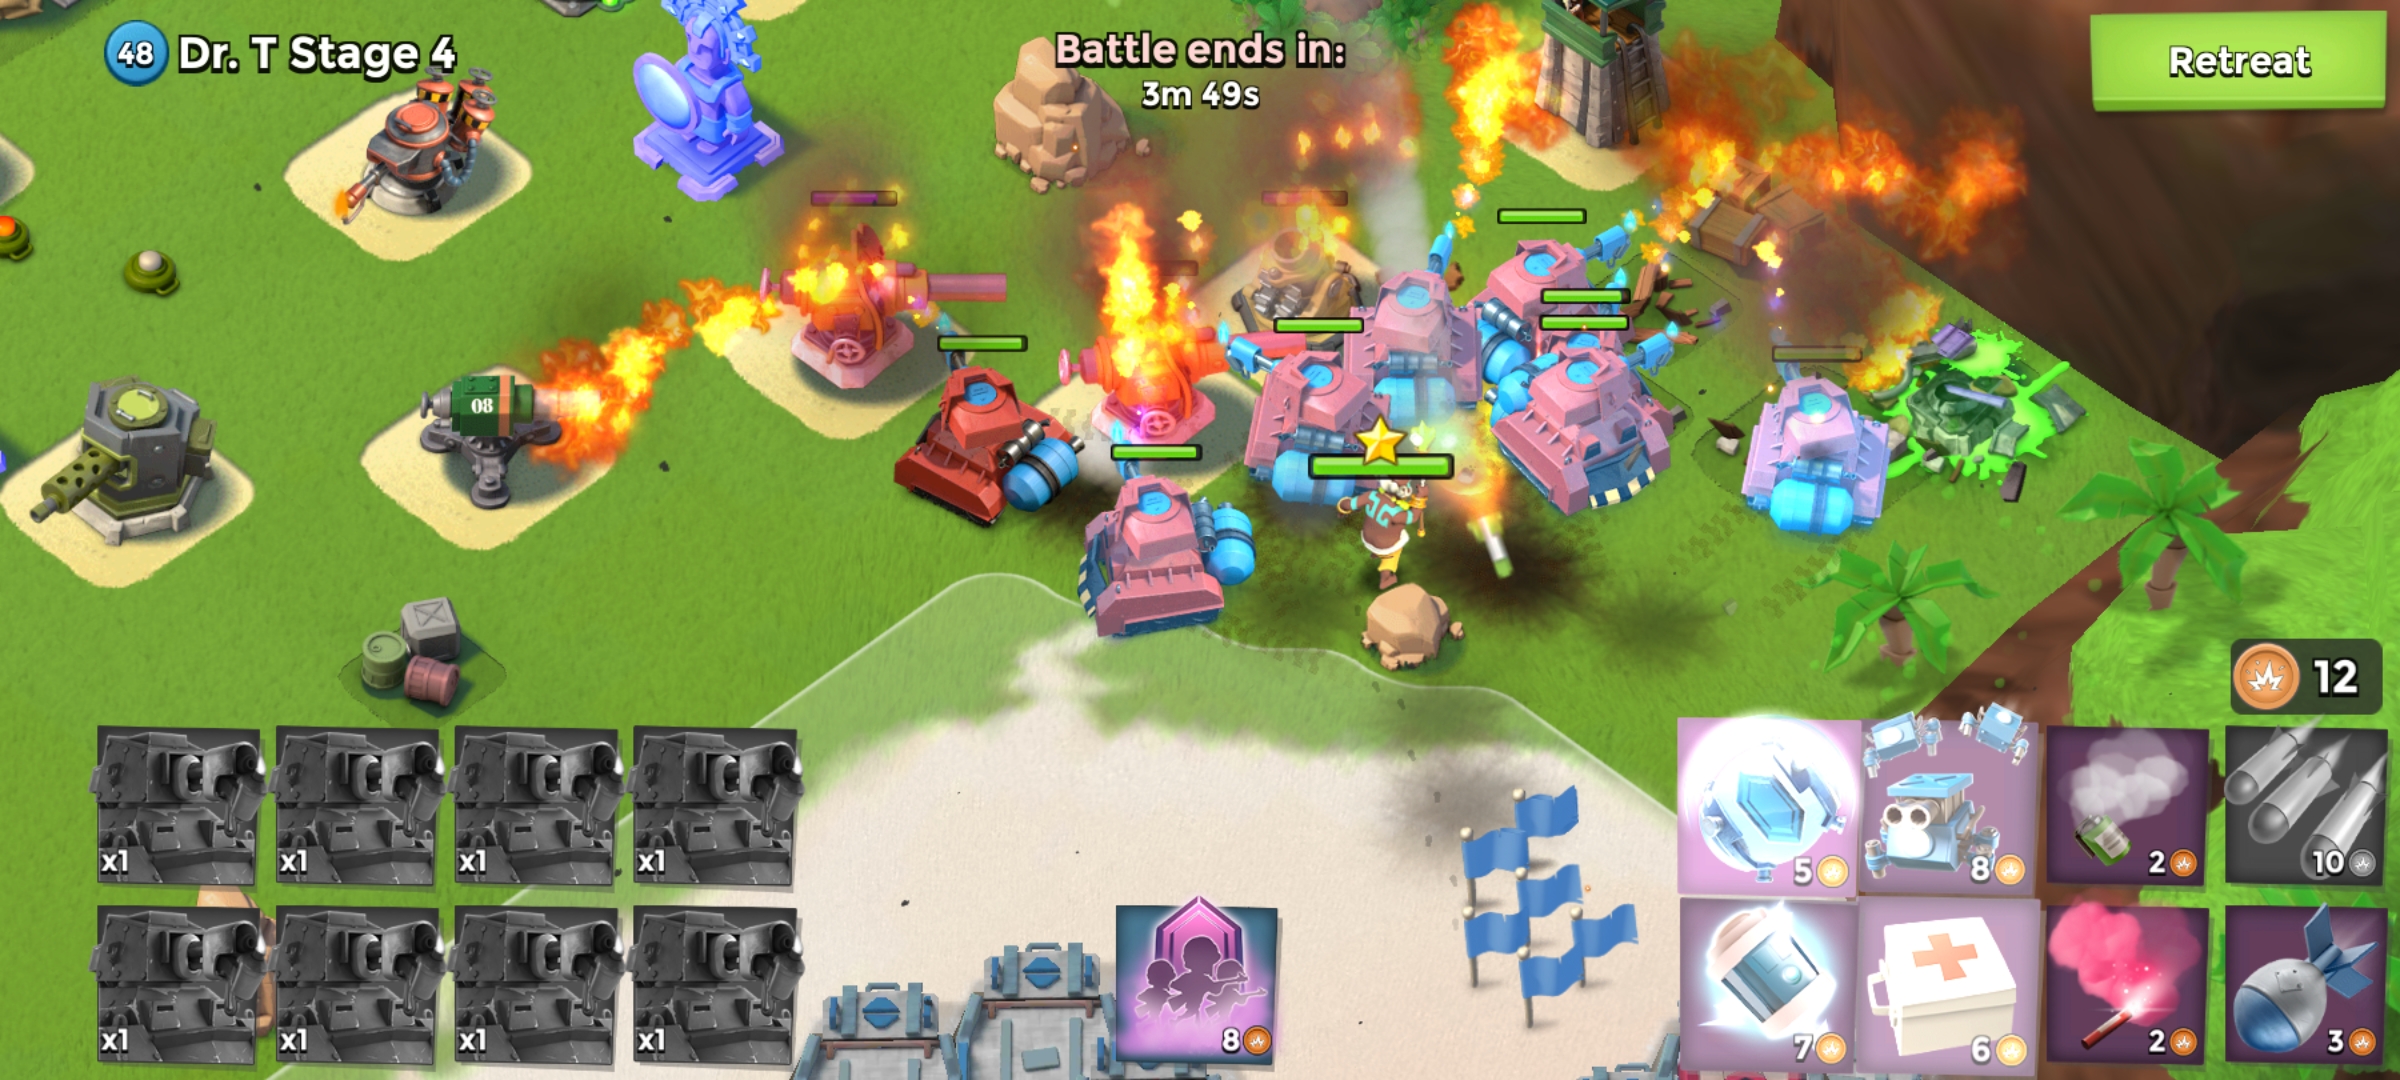 48 Dr. T Stage 4
Battle ends in:
3m 49s
Retreat
08
12
x1 x1 x1 x1
5 8 2 10
x1 x1 x1 x1
8
7 6 2 3